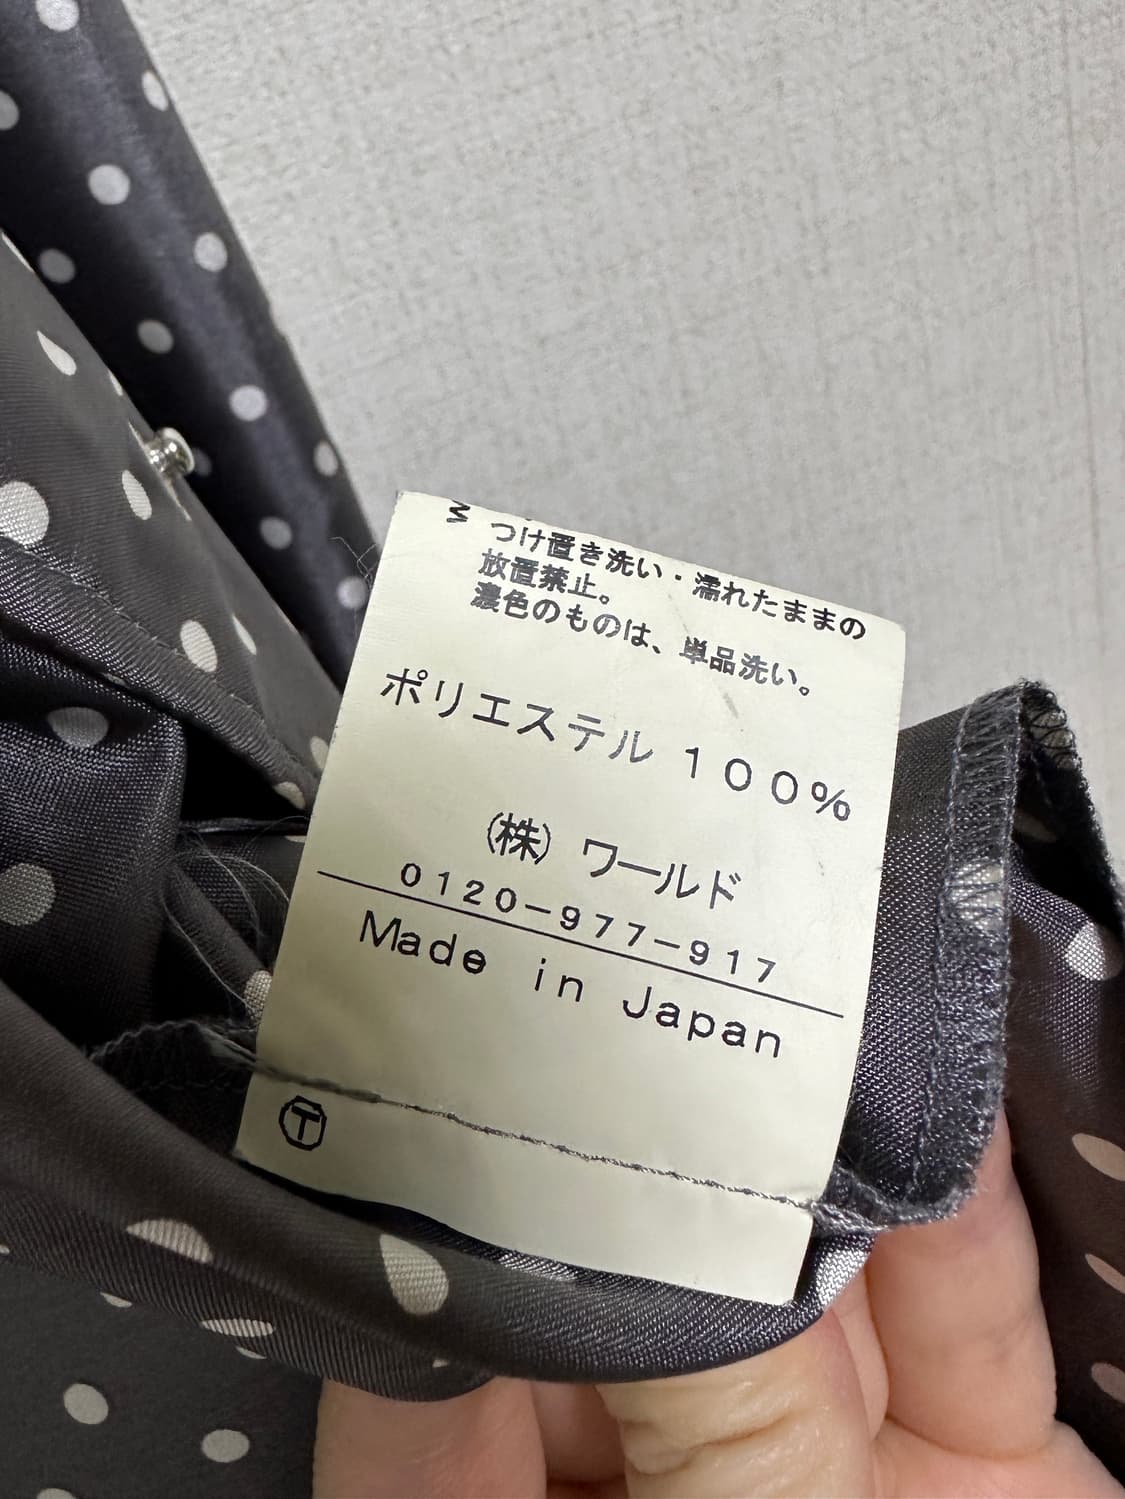 つけ置き洗い・濡れたままの
放置禁止。
濃色のものは、単品洗い。
ポリエステル 100%
(株) ワールド
0120-977-917
Made in Japan
T